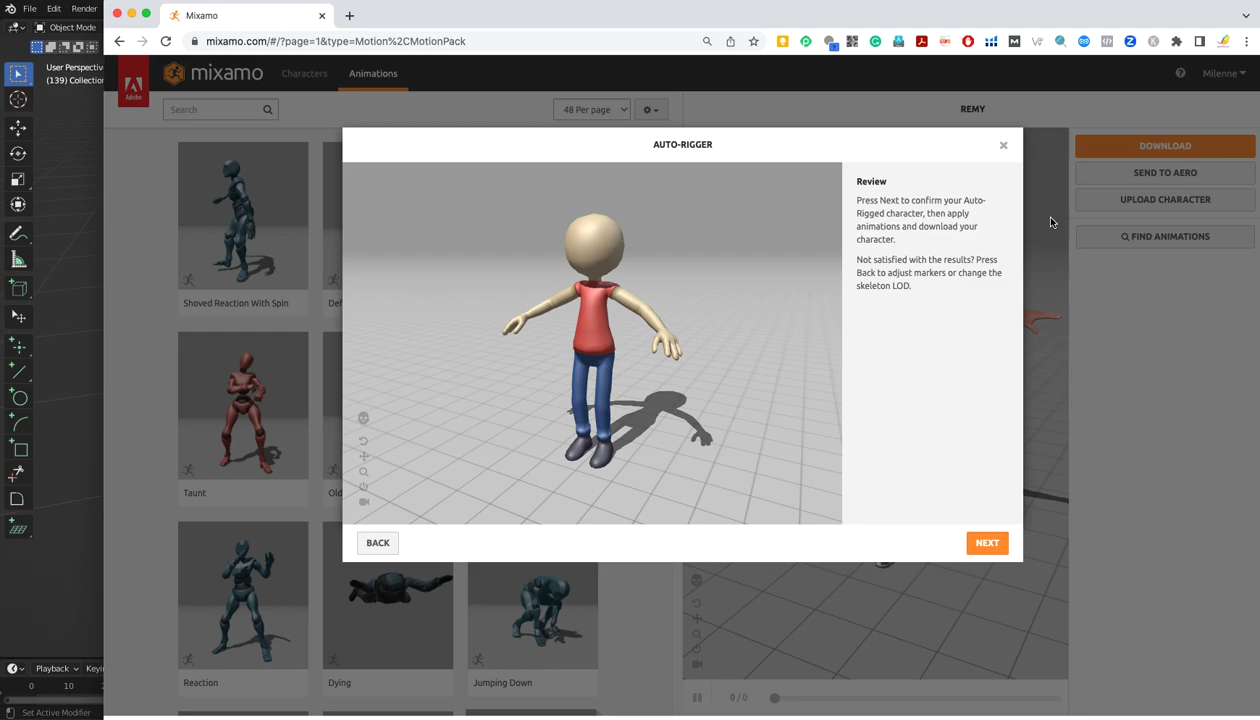 File Edit Render
Object Mode
User Perspective
(139) Collection
Mixamo
mixamo.com/#/?page=1&type=Motion%2CMotionPack
Adobe
mixamo
Characters
Animations
Milenne
Search
48 Per page
REMY
DOWNLOAD
SEND TO AERO
UPLOAD CHARACTER
FIND ANIMATIONS
AUTO-RIGGER
Review
Press Next to confirm your Auto-
Rigged character, then apply
animations and download your
character.
Not satisfied with the results? Press
Back to adjust markers or change the
skeleton LOD.
BACK
NEXT
Shoved Reaction With Spin
Def
Taunt
Old
Reaction
Dying
Jumping Down
0 / 0
Playback
Keyin
0
10
Set Active Modifier